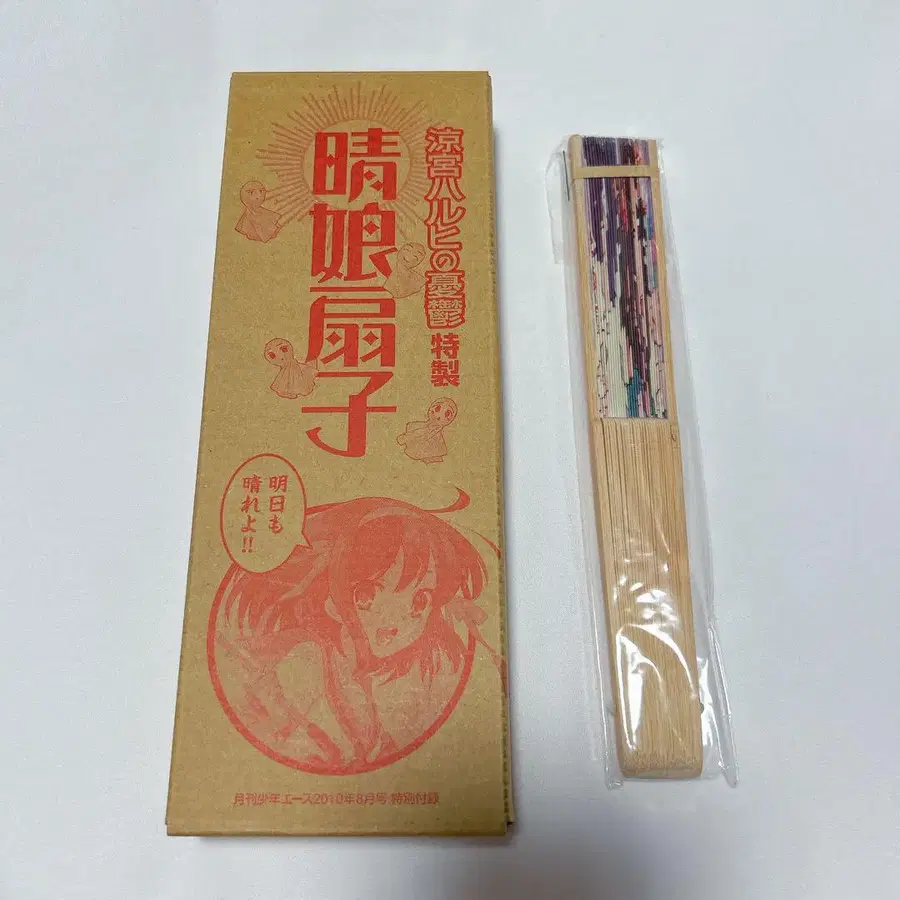 涼宮ハルヒの憂鬱 特製
晴娘扇子
明日も
晴れよ!!
月刊少年エース2010年8月号 特別付録